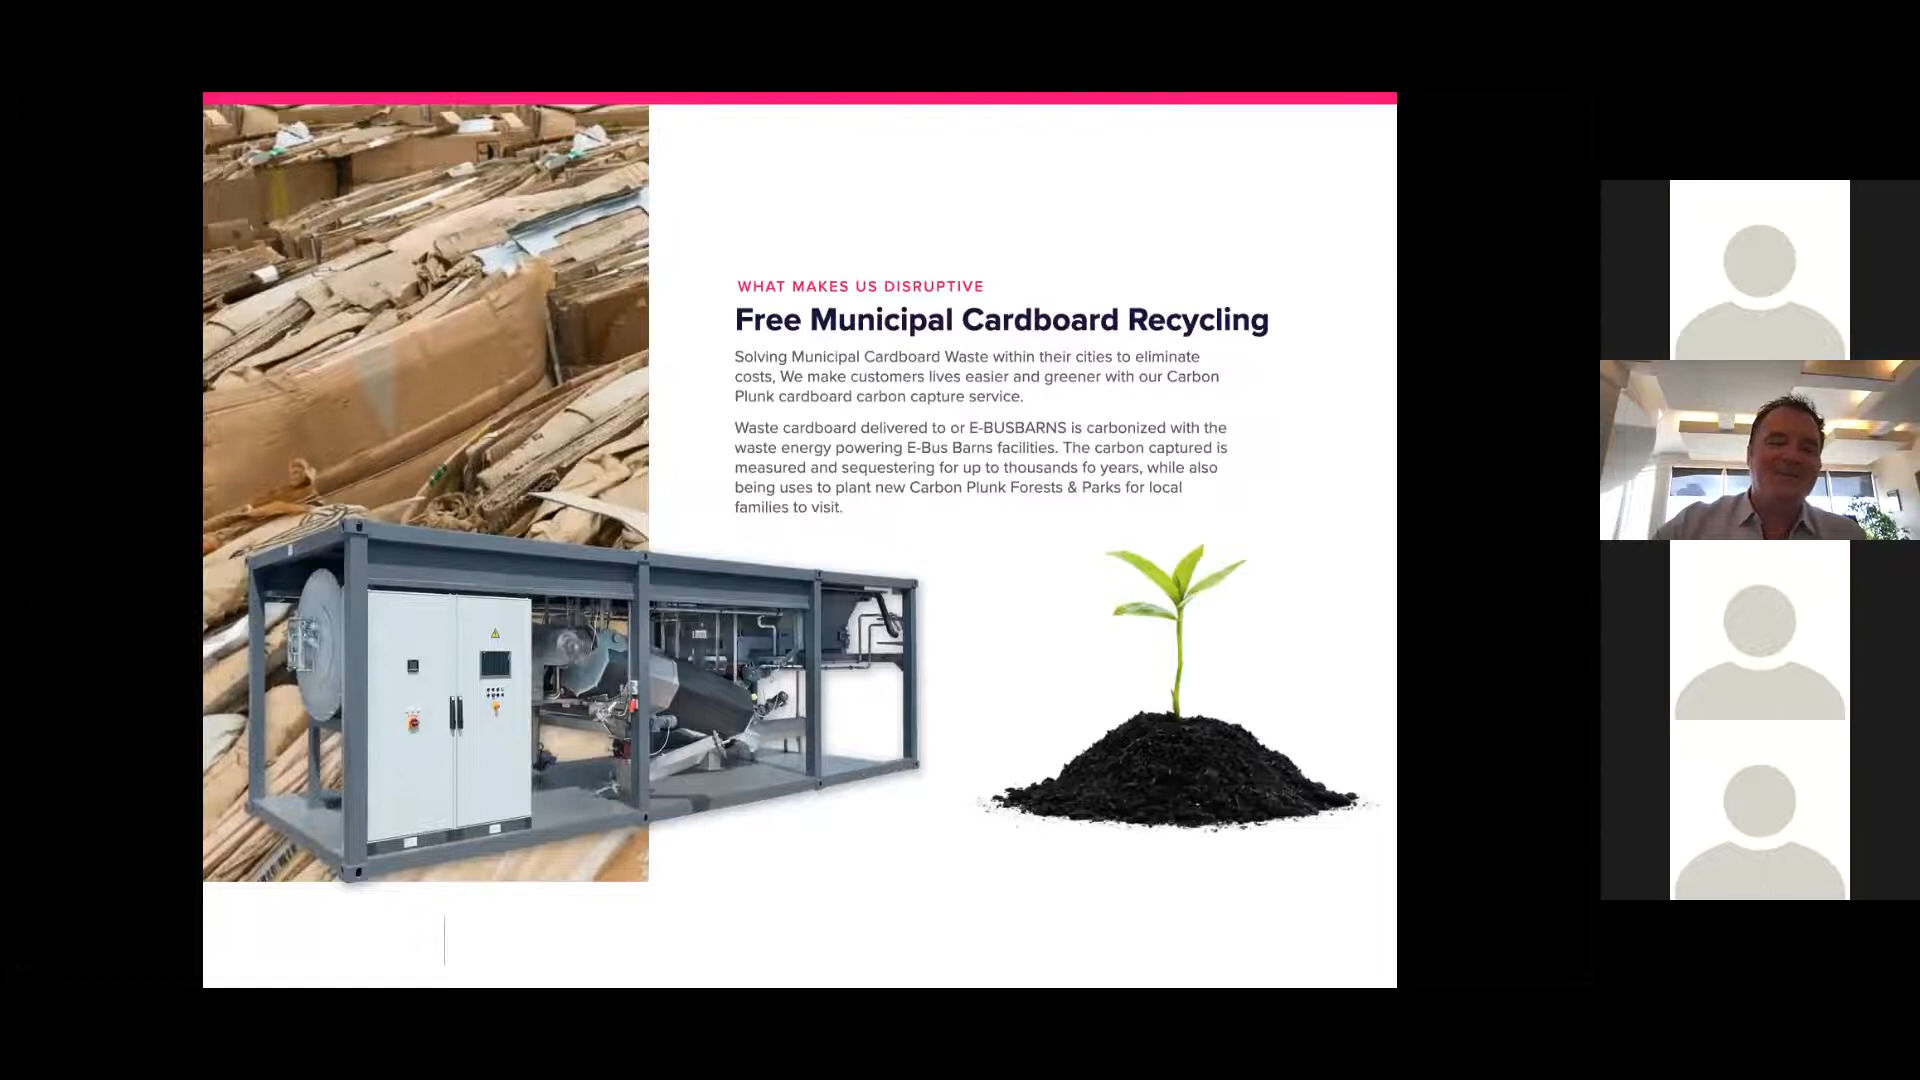 WHAT MAKES US DISRUPTIVE
Free Municipal Cardboard Recycling
Solving Municipal Cardboard Waste within their cities to eliminate
costs, We make customers lives easier and greener with our Carbon
Plunk cardboard carbon capture service.
Waste cardboard delivered to or E-BUSBARNS is carbonized with the
waste energy powering E-Bus Barns facilities. The carbon captured is
measured and sequestering for up to thousands fo years, while also
being uses to plant new Carbon Plunk Forests & Parks for local
families to visit.